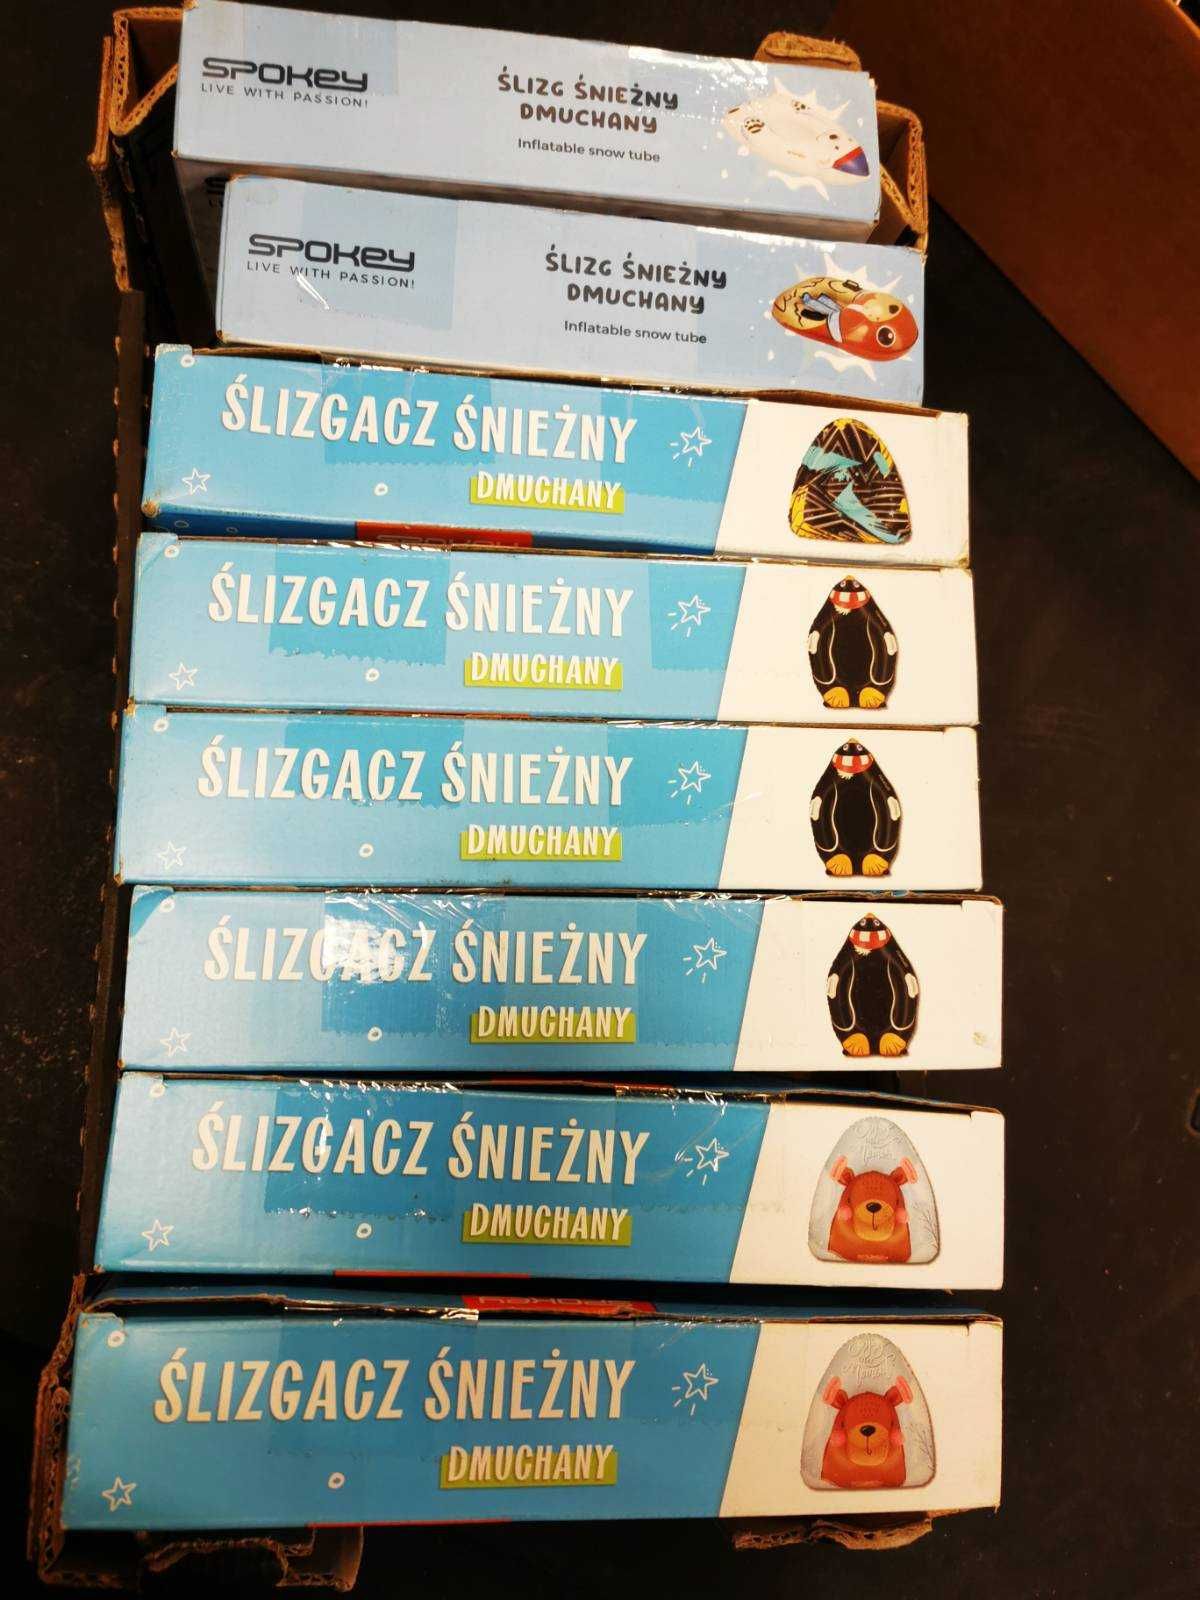 SPOKEY
LIVE WITH PASSION!
ŚLIZG ŚNIEŻNY
DMUCHANY
Inflatable snow tube
SPOKEY
LIVE WITH PASSION!
ŚLIZG ŚNIEŻNY
DMUCHANY
Inflatable snow tube
ŚLIZGACZ ŚNIEŻNY
DMUCHANY
ŚLIZGACZ ŚNIEŻNY
DMUCHANY
ŚLIZGACZ ŚNIEŻNY
DMUCHANY
ŚLIZGACZ ŚNIEŻNY
DMUCHANY
ŚLIZGACZ ŚNIEŻNY
DMUCHANY
ŚLIZGACZ ŚNIEŻNY
DMUCHANY